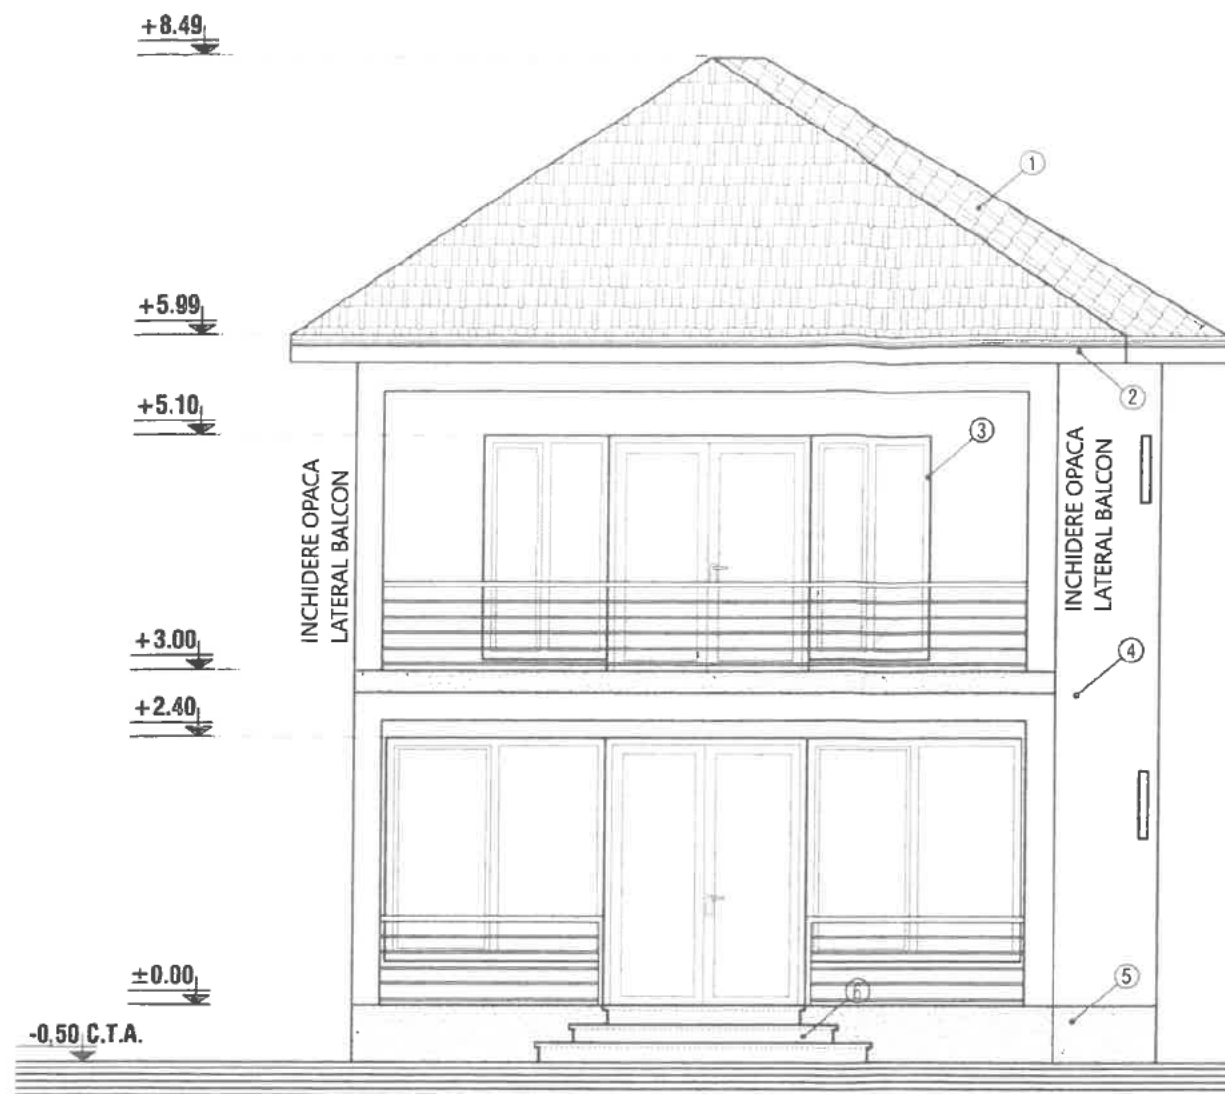 +8.49
1
+5.99
2
+5.10
3
INCHIDERE OPACA
LATERAL BALCON
INCHIDERE OPACA
LATERAL BALCON
+3.00
4
+2.40
±0.00
5
6
-0,50 C.T.A.